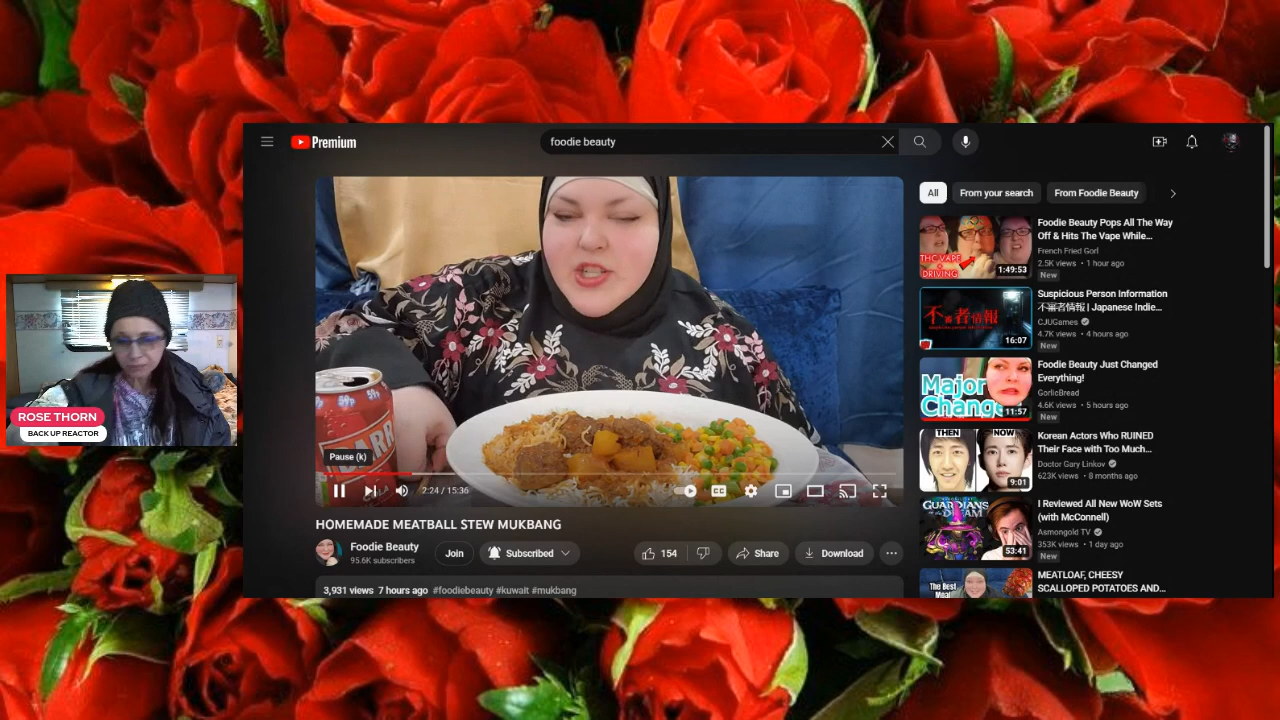 Premium
foodie beauty
All
From your search
From Foodie Beauty
Foodie Beauty Pops All The Way
Off & Hits The Vape While...
French Fried Gorl
2.5K views • 1 hour ago
New
THC VAPE
DRIVING
1:49:53
Suspicious Person Information
不審者情報 | Japanese Indie...
CJUGames
4.7K views • 4 hours ago
New
不審者情報
16:07
Foodie Beauty Just Changed
Everything!
GorlicBread
4.6K views • 5 hours ago
New
Major
Change
11:57
Korean Actors Who RUINED
Their Face with Too Much...
Doctor Gary Linkov
623K views • 8 months ago
THEN
NOW
9:01
I Reviewed All New WoW Sets
(with McConnell)
Asmongold TV
353K views • 1 day ago
New
GUARDIANS
DREAM
53:41
MEATLOAF, CHEESY
SCALLOPED POTATOES AND...
The Best
ROSE THORN
BACK UP REACTOR
Pause (k)
2:24 / 15:36
CC
HOMEMADE MEATBALL STEW MUKBANG
Foodie Beauty
95.6K subscribers
Join
Subscribed
154
Share
Download
3,931 views 7 hours ago #foodiebeauty #kuwait #mukbang